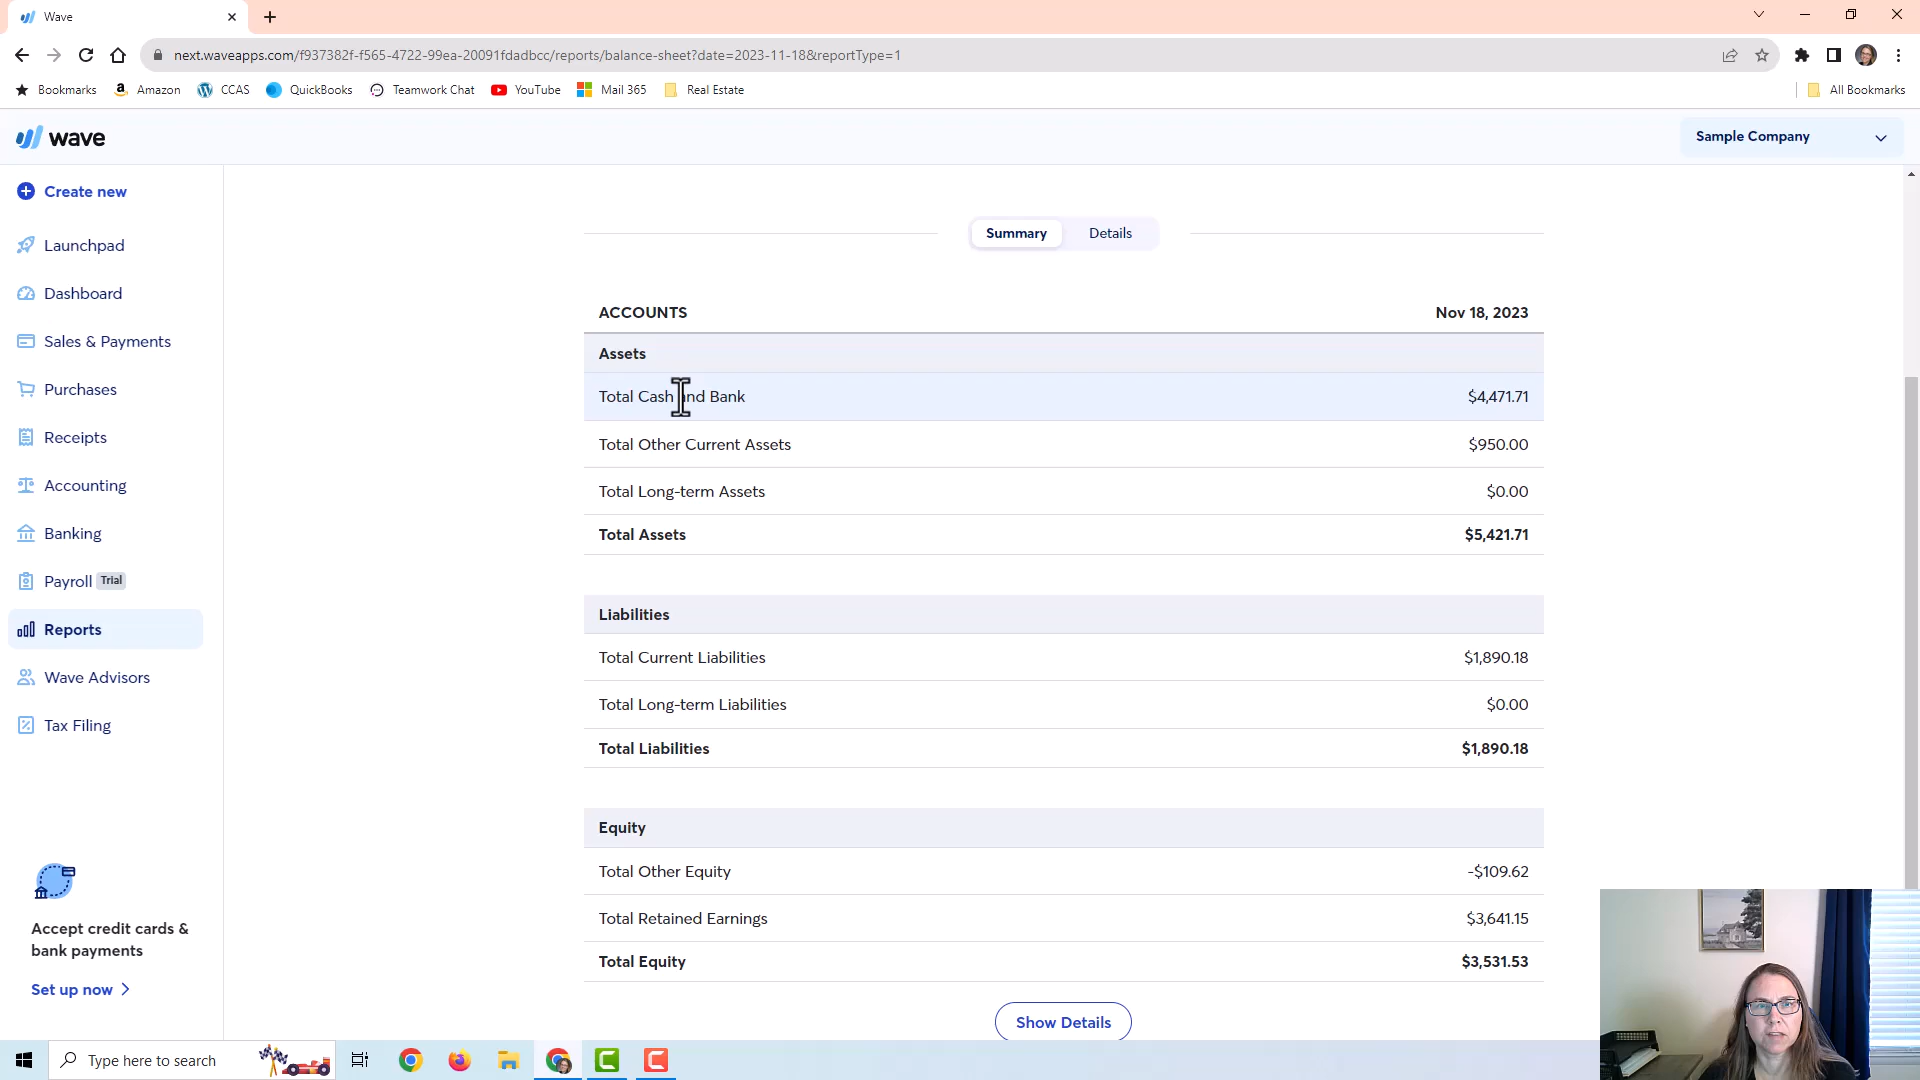 Wave
next.waveapps.com/f937382f-f565-4722-99ea-20091fdadbcc/reports/balance-sheet?date=2023-11-18&reportType=1
Bookmarks
Amazon
CCAS
QuickBooks
Teamwork Chat
YouTube
Mail 365
Real Estate
All Bookmarks
wave
Sample Company
Create new
Launchpad
Dashboard
Sales & Payments
Purchases
Receipts
Accounting
Banking
Payroll Trial
Reports
Wave Advisors
Tax Filing
Accept credit cards &
bank payments
Set up now
Summary Details
ACCOUNTS Nov 18, 2023
Assets
Total Cash and Bank $4,471.71
Total Other Current Assets $950.00
Total Long-term Assets $0.00
Total Assets $5,421.71
Liabilities
Total Current Liabilities $1,890.18
Total Long-term Liabilities $0.00
Total Liabilities $1,890.18
Equity
Total Other Equity -$109.62
Total Retained Earnings $3,641.15
Total Equity $3,531.53
Show Details
Type here to search